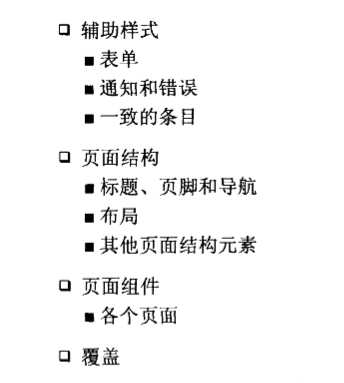 辅助样式
表单
通知和错误
一致的条目
页面结构
标题、页脚和导航
布局
其他页面结构元素
页面组件
各个页面
覆盖